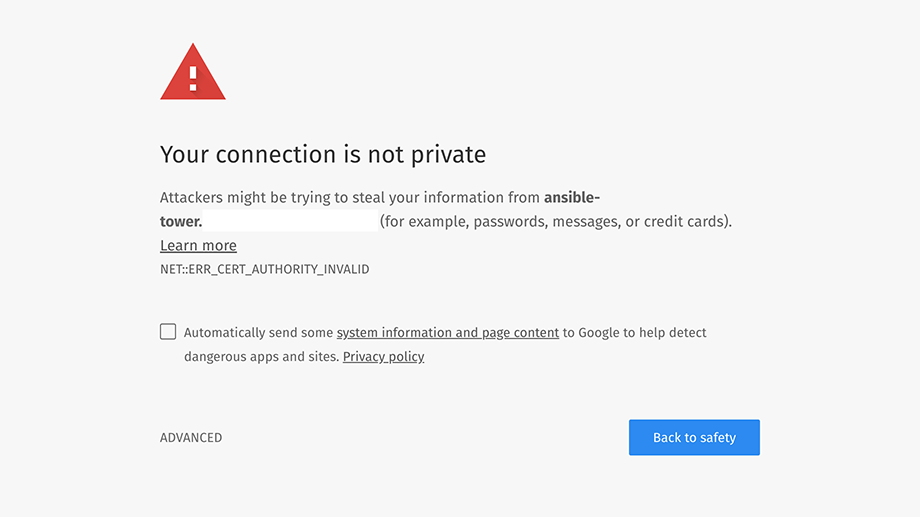 Your connection is not private
Attackers might be trying to steal your information from ansible-
tower. (for example, passwords, messages, or credit cards).
Learn more
NET::ERR_CERT_AUTHORITY_INVALID
Automatically send some system information and page content to Google to help detect
dangerous apps and sites. Privacy policy
ADVANCED
Back to safety